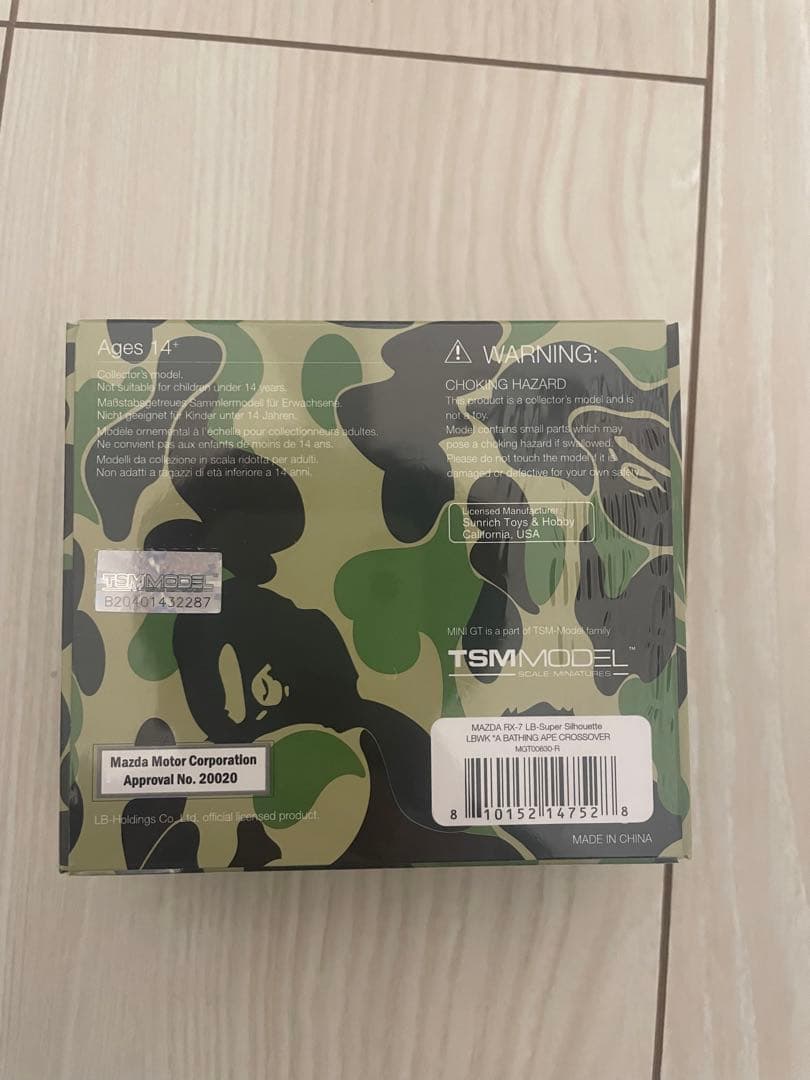 Ages 14+
Collector's model.
Not suitable for children under 14 years.
Maßstabsgetreues Sammlermodell für Erwachsene.
Nicht geeignet für Kinder unter 14 Jahren.
Modèle ornemental à l'échelle pour collectionneurs adultes.
Ne convient pas aux enfants de moins de 14 ans.
Modelli da collezione in scala ridotta per adulti.
Non adatti a ragazzi di età inferiore a 14 anni.
WARNING:
CHOKING HAZARD
This product is a collector's model and is
not a toy.
Model contains small parts which may
pose a choking hazard if swallowed.
Please do not touch the model if it is
damaged or defective for your own safety.
Licensed Manufacturer:
Sunrich Toys & Hobby
California, USA
TSMMODEL
B20401432287
MINI GT is a part of TSM-Model family
TSMMODEL™
SCALE MINIATURES
Mazda Motor Corporation
Approval No. 20020
LB-Holdings Co.,Ltd. official licensed product.
MAZDA RX-7 LB-Super Silhouette
LBWK "A BATHING APE CROSSOVER
MGT00630-R
8 10152 14752 8
MADE IN CHINA